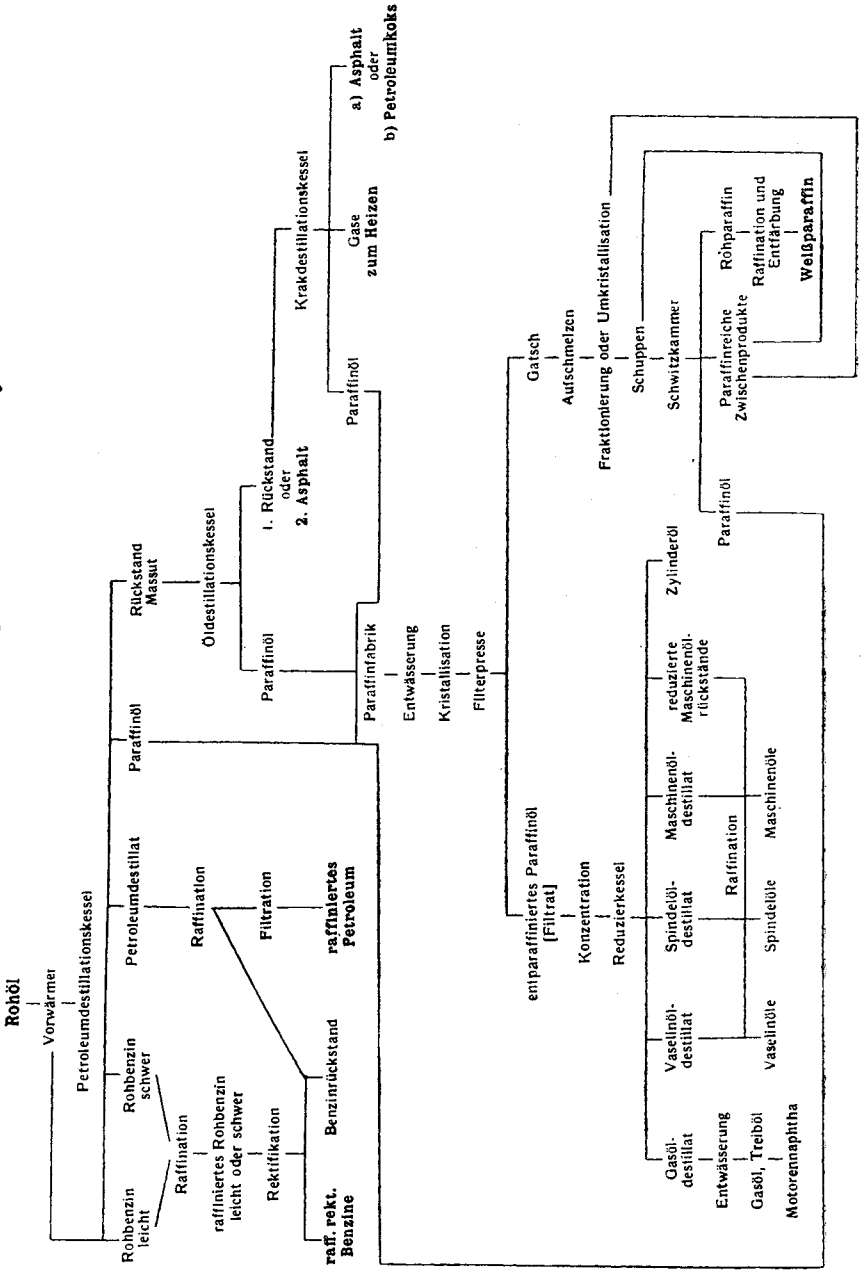 Rohöl
Vorwärmer
Petroleumdestillationskessel
Rohbenzin
leicht
Rohbenzin
schwer
Petroleumdestillat
Paraffinöl
Rückstand
Massut
Raffination
raffiniertes Rohbenzin
leicht oder schwer
Rektifikation
raff. rekt.
Benzine
Benzinrückstand
Raffination
Filtration
raffiniertes
Petroleum
Öldestillationskessel
Paraffinöl
1. Rückstand
oder
2. Asphalt
Krakdestillationskessel
Paraffinöl
Gase
zum Heizen
a) Asphalt
oder
b) Petroleumkoks
Paraffinfabrik
Entwässerung
Kristallisation
Filterpresse
entparaffiniertes Paraffinöl
[Filtrat]
Konzentration
Reduzierkessel
Gasöl-
destillat
Vaselinöl-
destillat
Spindelöl-
destillat
Maschinenöl-
destillat
reduzierte
Maschinenöl-
rückstände
Zylinderöl
Entwässerung
Gasöl, Treiböl
Motorennaphtha
Raffination
Vaselinöle
Spindelöle
Maschinenöle
Gatsch
Aufschmelzen
Fraktionierung oder Umkristallisation
Schuppen
Schwitzkammer
Paraffinöl
Paraffinreiche
Zwischenprodukte
Rohparaffin
Raffination und
Entfärbung
Weißparaffin